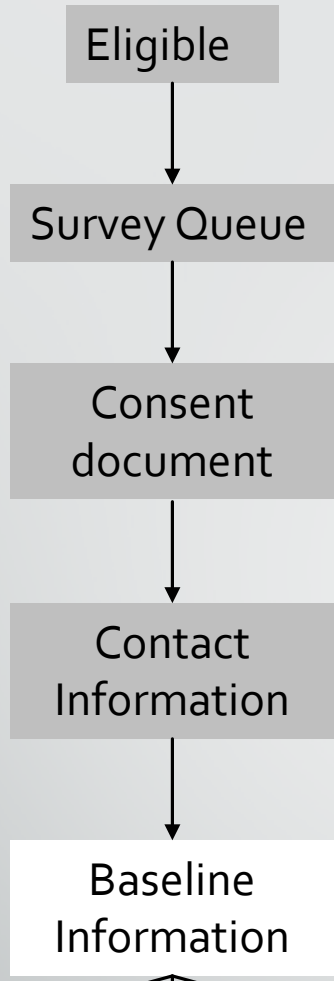 Eligible
Survey Queue
Consent
document
Contact
Information
Baseline
Information